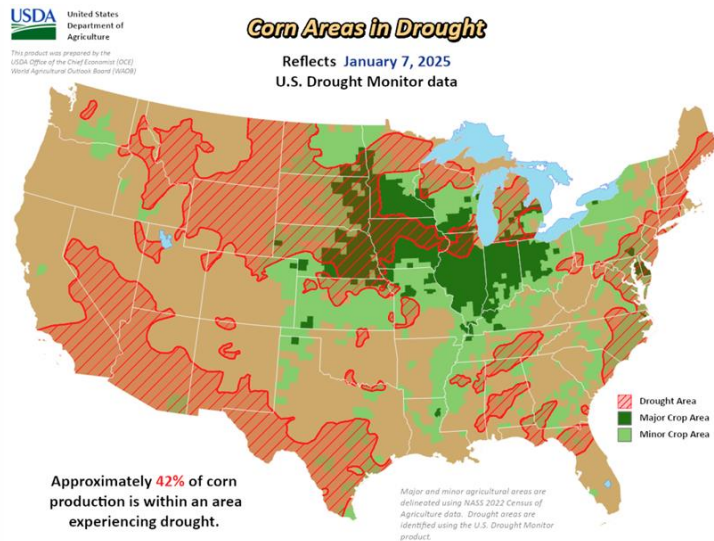 USDA
United States
Department of
Agriculture
This product was prepared by the
USDA Office of the Chief Economist (OCE)
World Agricultural Outlook Board (WAOB)
Corn Areas in Drought
Reflects January 7, 2025
U.S. Drought Monitor data
Drought Area
Major Crop Area
Minor Crop Area
Approximately 42% of corn
production is within an area
experiencing drought.
Major and minor agricultural areas are
delineated using NASS 2022 Census of
Agriculture data. Drought areas are
identified using the U.S. Drought Monitor
product.